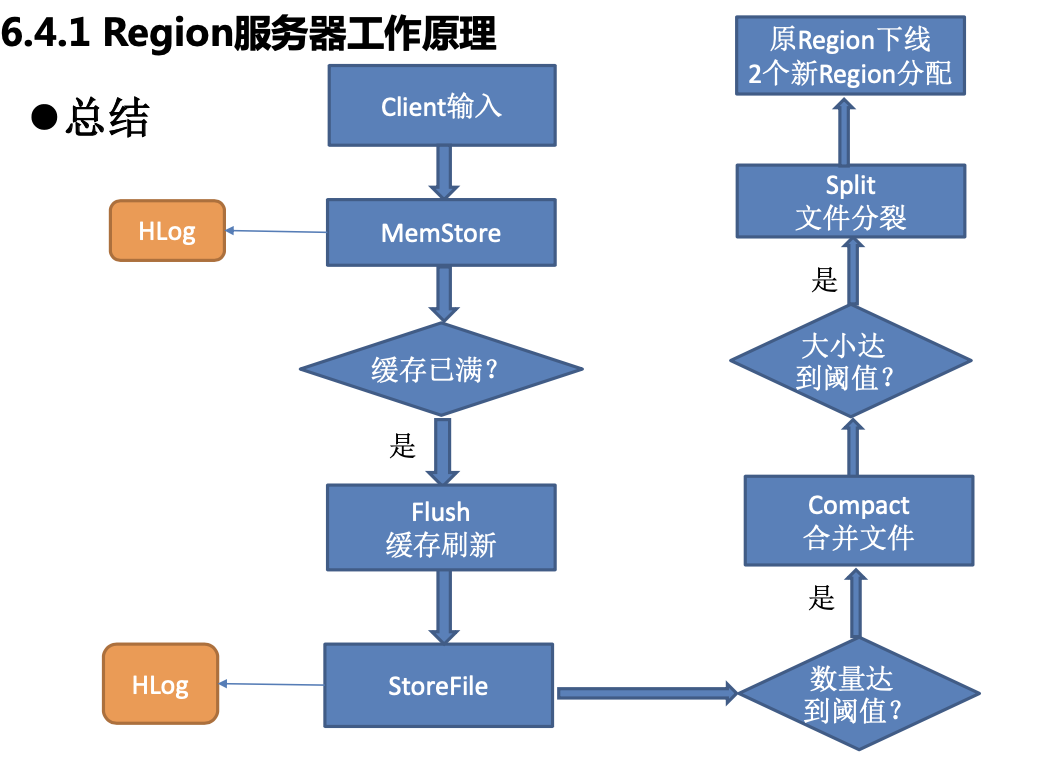 6.4.1 Region服务器工作原理
●总结
Client输入
HLog
MemStore
缓存已满？
是
Flush
缓存刷新
HLog
StoreFile
数量达
到阈值？
是
Compact
合并文件
大小达
到阈值？
是
Split
文件分裂
原Region下线
2个新Region分配